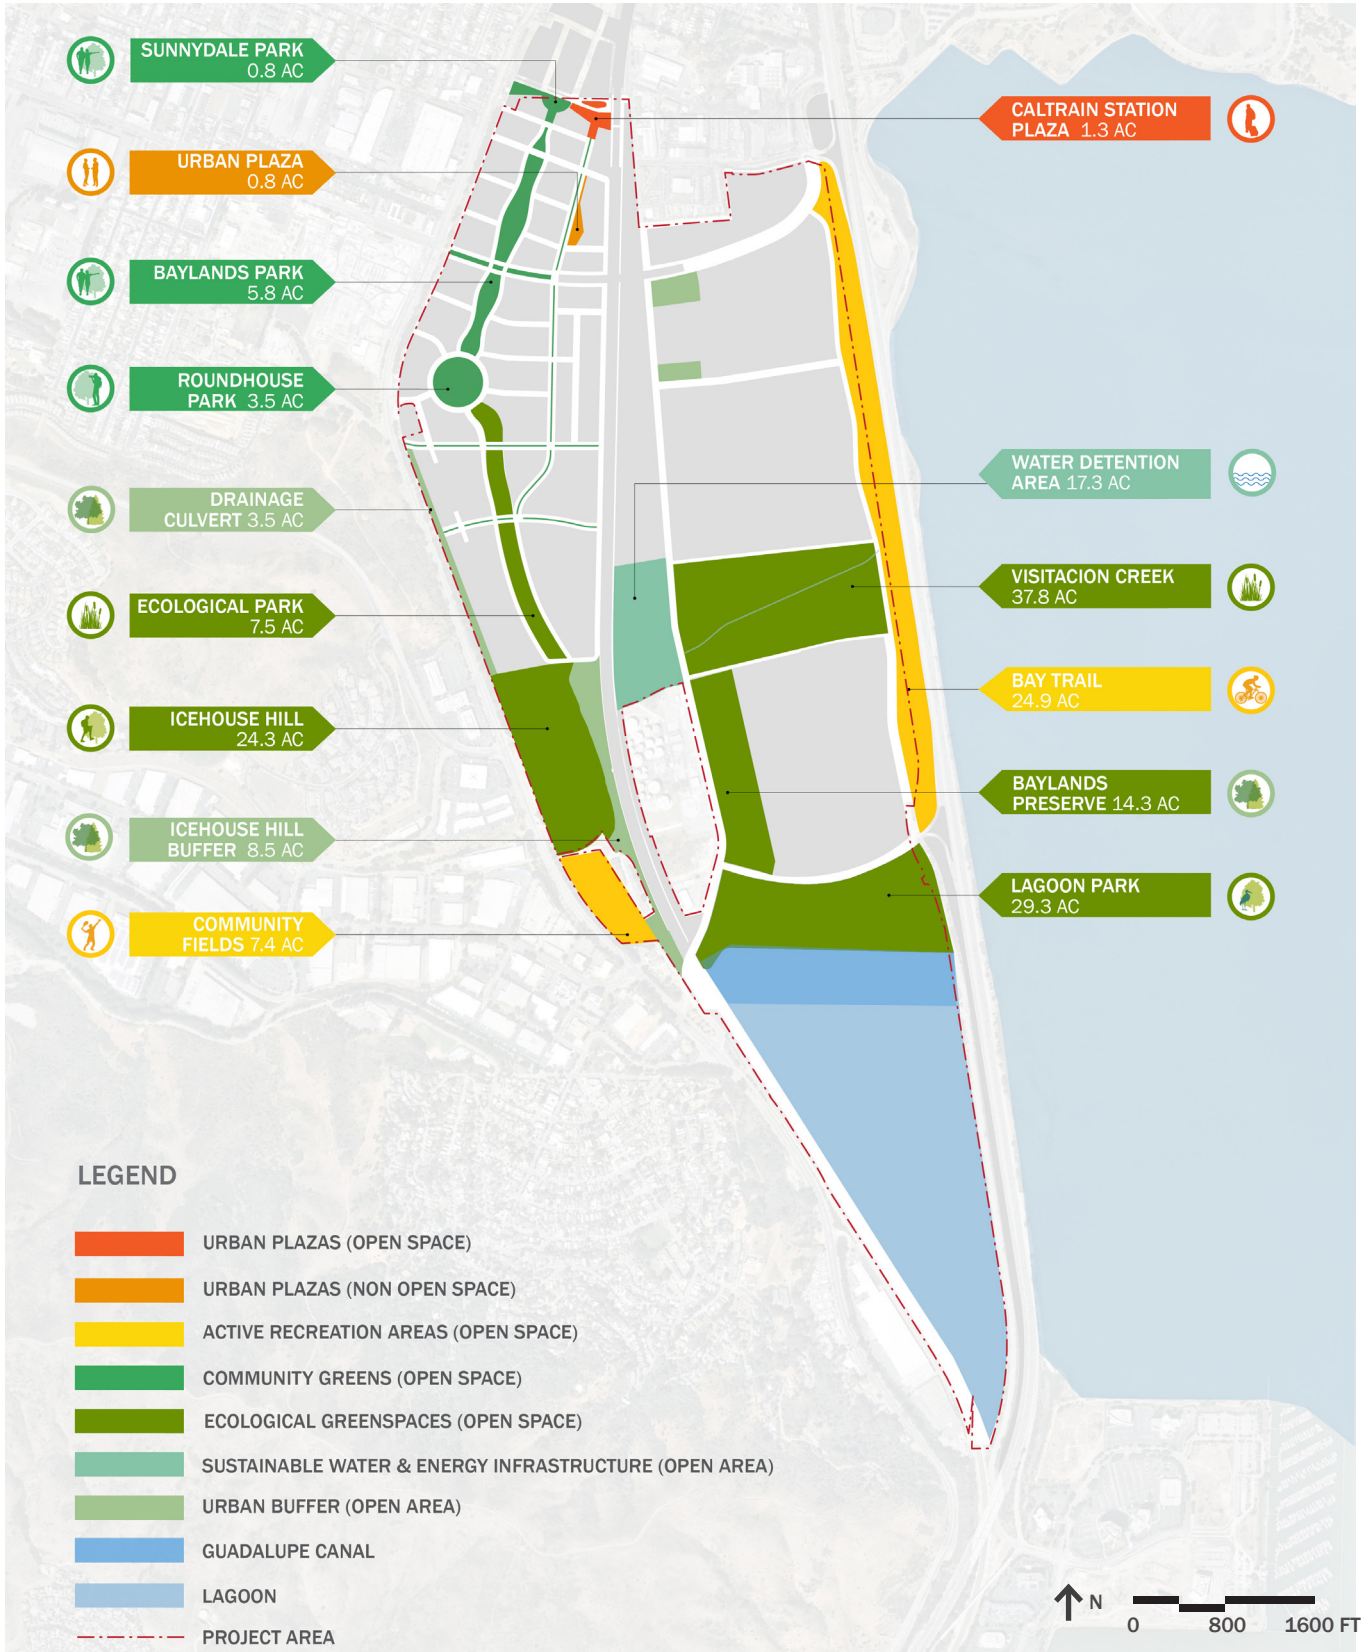 SUNNYDALE PARK
0.8 AC
URBAN PLAZA
0.8 AC
BAYLANDS PARK
5.8 AC
ROUNDHOUSE
PARK 3.5 AC
DRAINAGE
CULVERT 3.5 AC
ECOLOGICAL PARK
7.5 AC
ICEHOUSE HILL
24.3 AC
ICEHOUSE HILL
BUFFER 8.5 AC
COMMUNITY
FIELDS 7.4 AC
CALTRAIN STATION
PLAZA 1.3 AC
WATER DETENTION
AREA 17.3 AC
VISITACION CREEK
37.8 AC
BAY TRAIL
24.9 AC
BAYLANDS
PRESERVE 14.3 AC
LAGOON PARK
29.3 AC
LEGEND
URBAN PLAZAS (OPEN SPACE)
URBAN PLAZAS (NON OPEN SPACE)
ACTIVE RECREATION AREAS (OPEN SPACE)
COMMUNITY GREENS (OPEN SPACE)
ECOLOGICAL GREENSPACES (OPEN SPACE)
SUSTAINABLE WATER & ENERGY INFRASTRUCTURE (OPEN AREA)
URBAN BUFFER (OPEN AREA)
GUADALUPE CANAL
LAGOON
PROJECT AREA
N
0 800 1600 FT